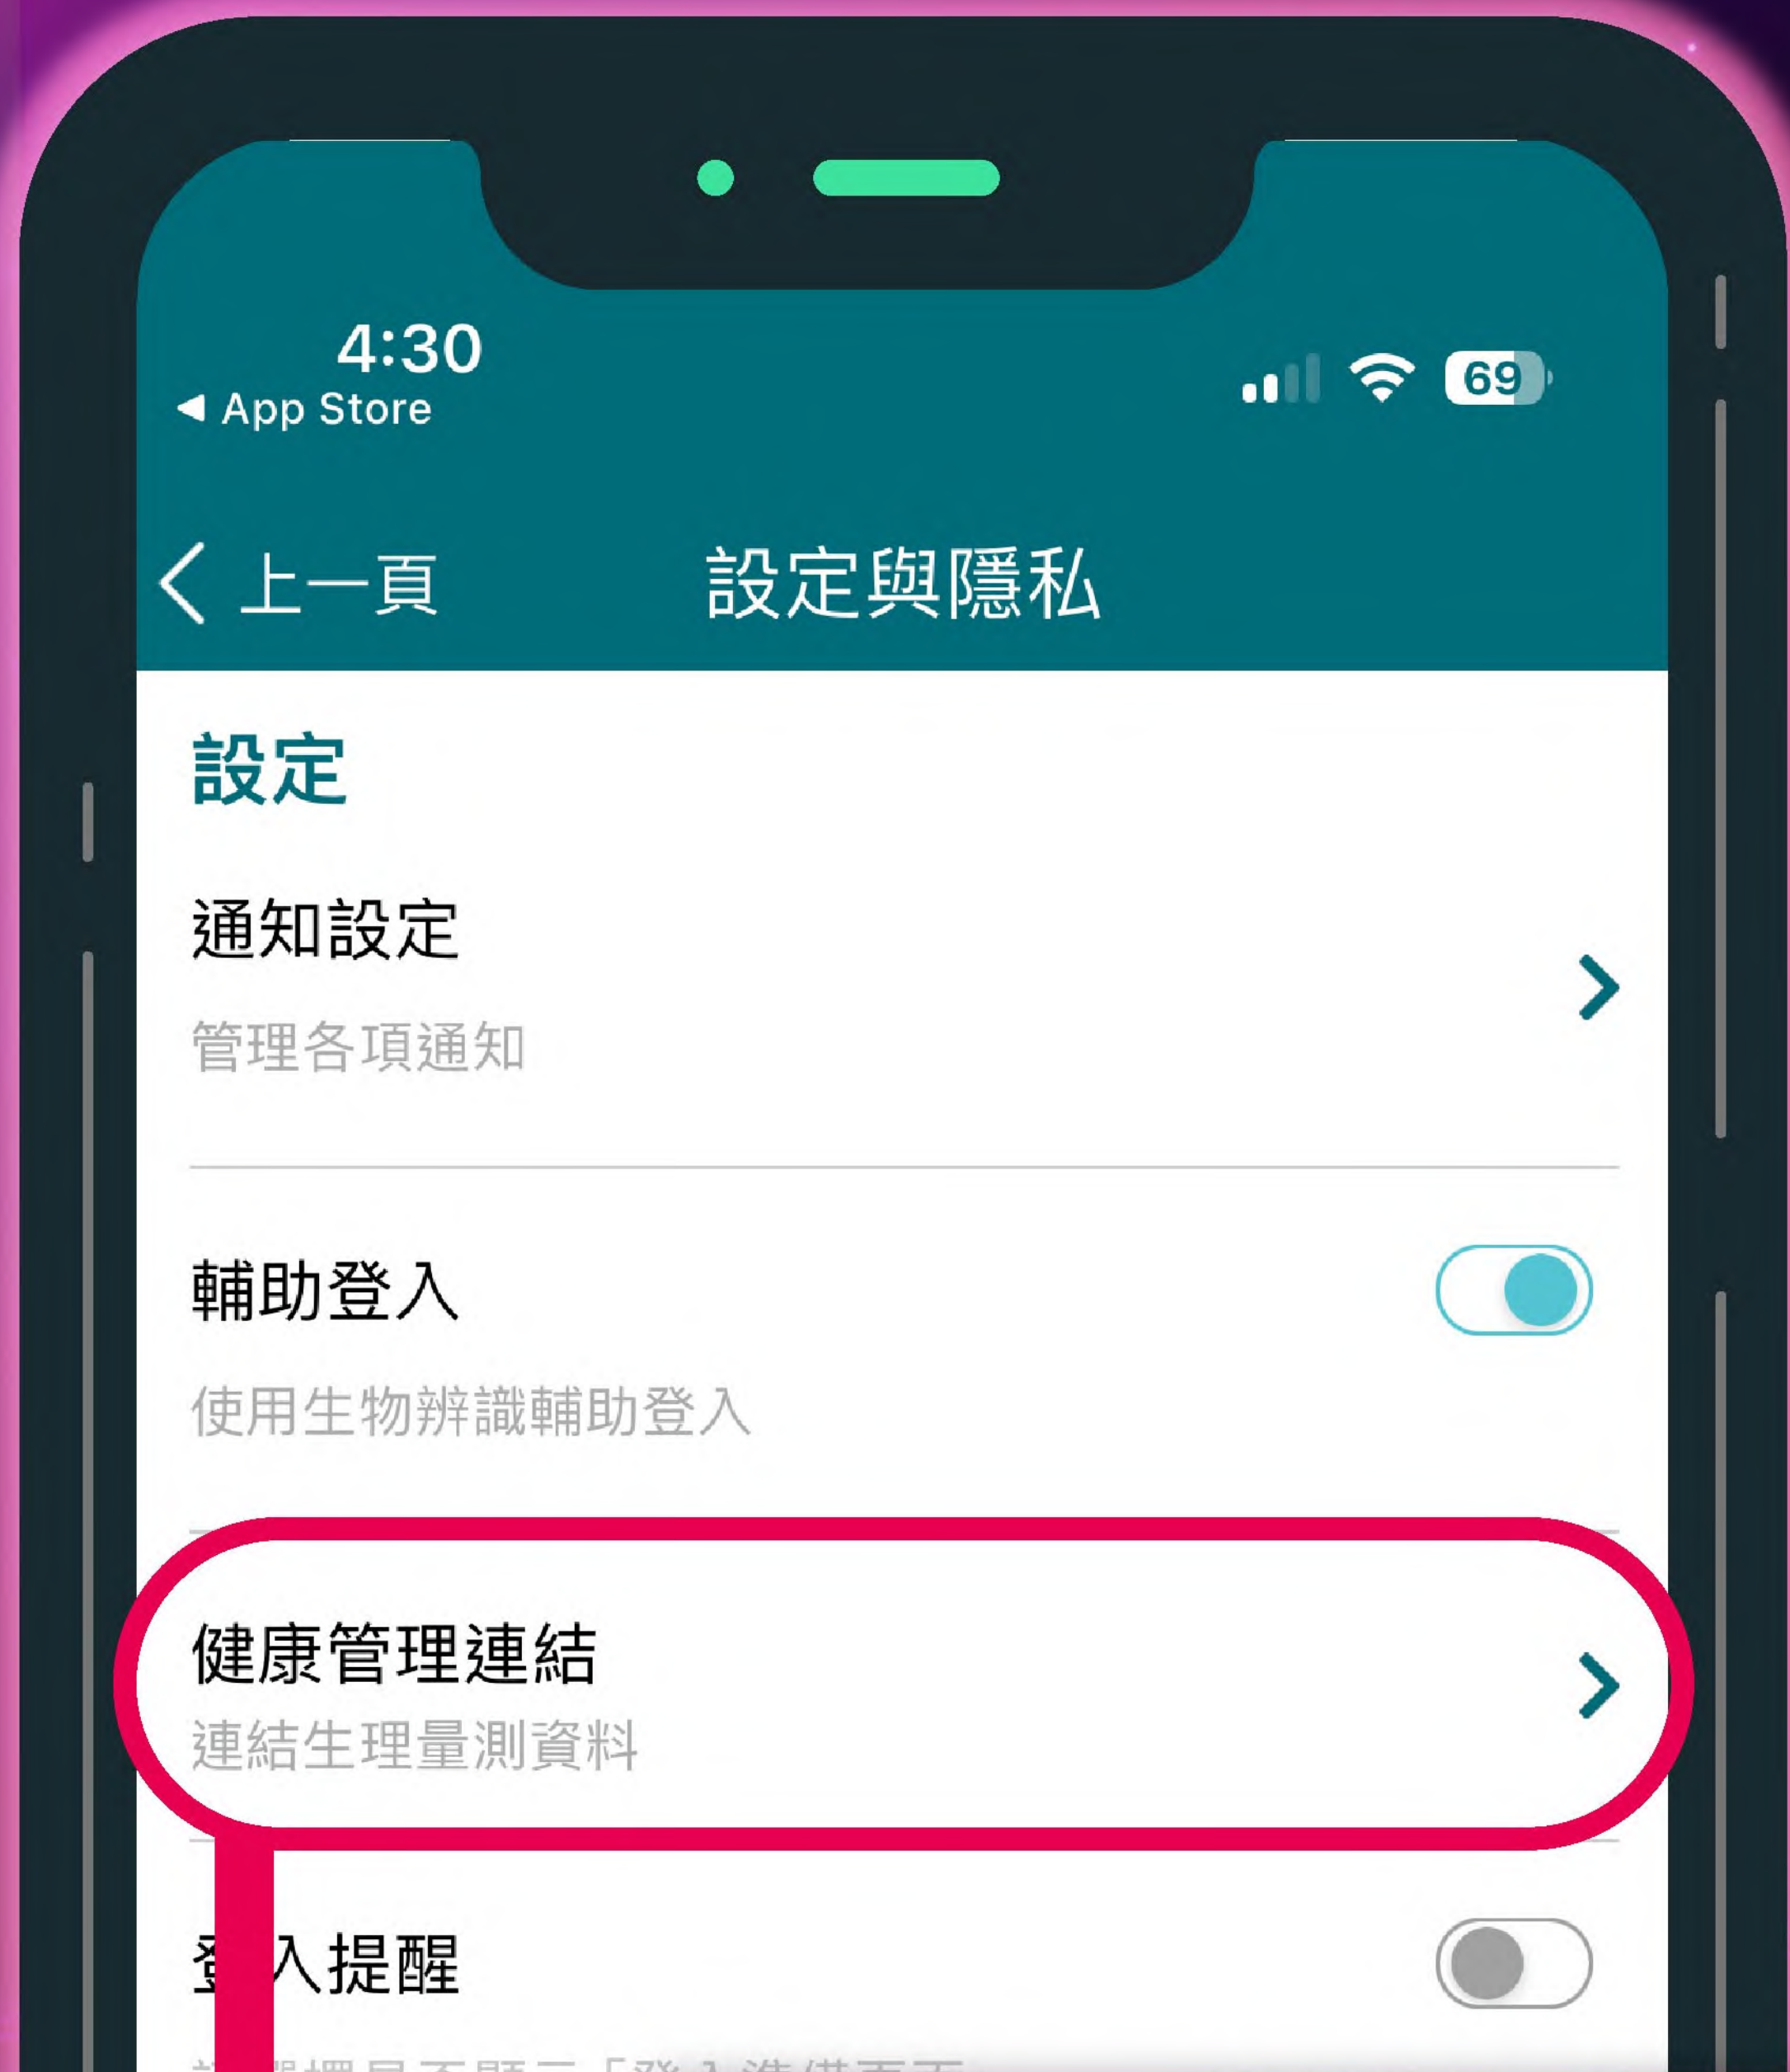 4:30
◀ App Store
69
上一頁
設定與隱私
設定
通知設定
管理各項通知
輔助登入
使用生物辨識輔助登入
健康管理連結
連結生理量測資料
入提醒